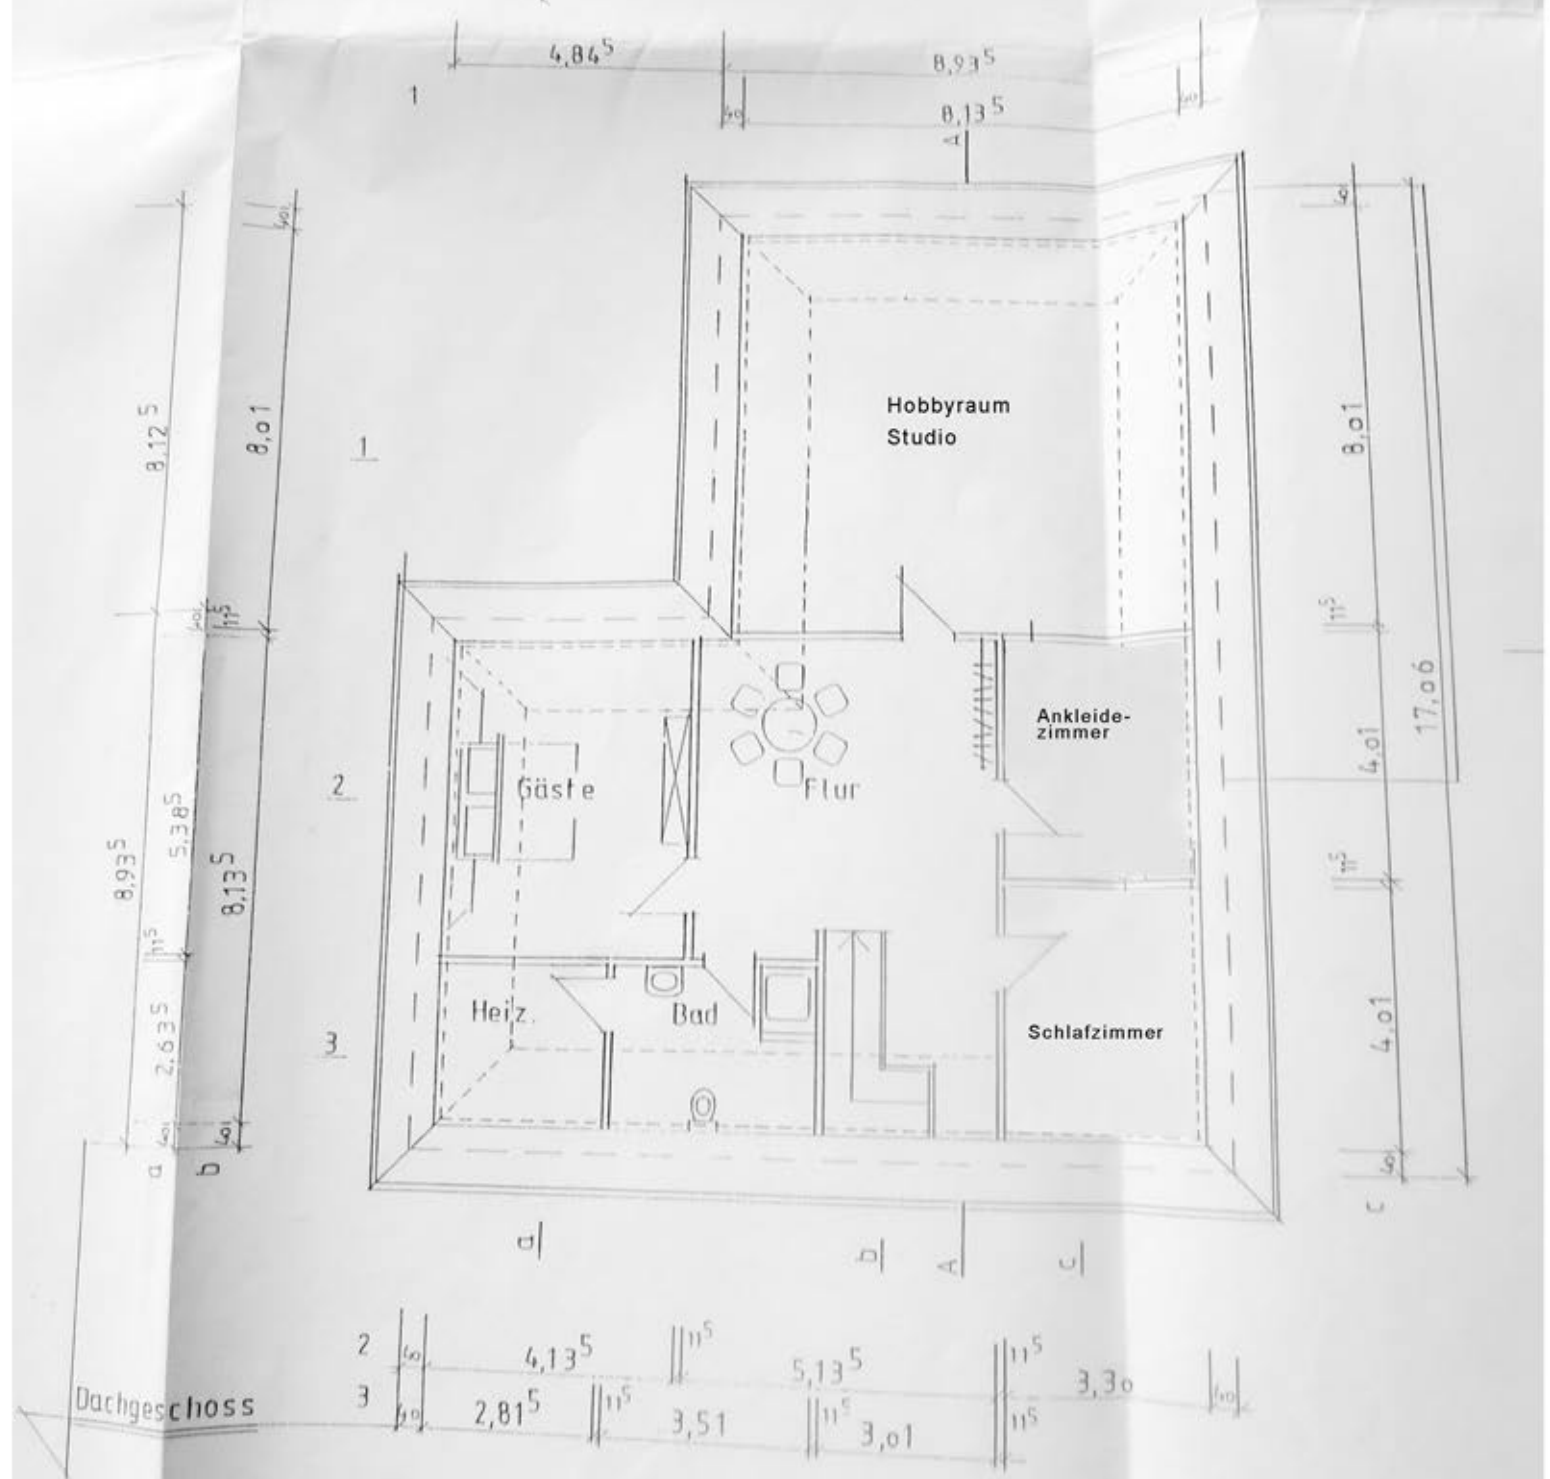 4,84⁵
8,93⁵
1
40
8,13⁵
40
A
40
40
8,12⁵
8,01
1
Hobbyraum
Studio
8,01
40
11⁵
11⁵
17,06
Ankleide-
zimmer
4,01
2
Gäste
Flur
5,38⁵
8,93⁵
8,13⁵
11⁵
11⁵
Heiz.
Bad
Schlafzimmer
3
2,63⁵
4,01
40
40
40
a
b
c
a
b
A
c
2
40
4,13⁵
11⁵
5,13⁵
11⁵
3,30
40
Dachgeschoss
3
40
2,81⁵
11⁵
3,51
11⁵
3,01
11⁵